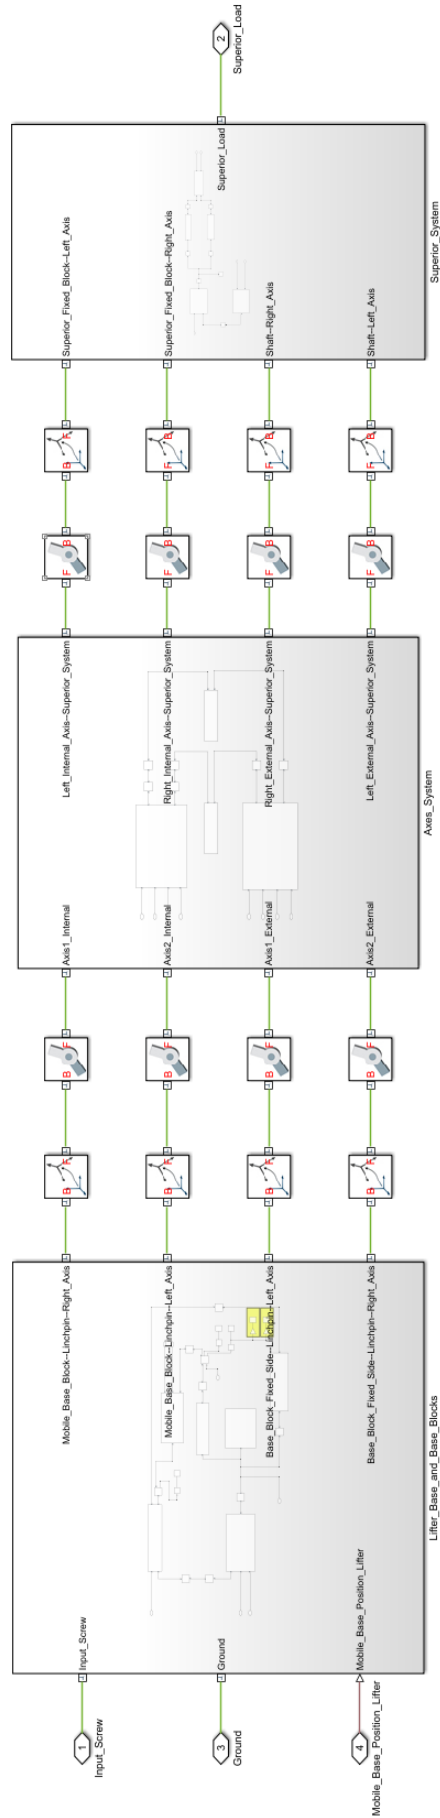 1
Input_Screw
3
Ground
4
Mobile_Base_Position_Lifter
Input_Screw
Ground
Mobile_Base_Position_Lifter
Mobile_Base_Block--Linchpin--Right_Axis
Mobile_Base_Block--Linchpin--Left_Axis
Base_Block_Fixed_Side--Linchpin--Left_Axis
Base_Block_Fixed_Side--Linchpin--Right_Axis
Lifter_Base_and_Base_Blocks
B F
B F
B F
B F
B F
B F
B F
B F
Axis1_Internal
Axis2_Internal
Axis1_External
Axis2_External
Left_Internal_Axis--Superior_System
Right_Internal_Axis--Superior_System
Right_External_Axis--Superior_System
Left_External_Axis--Superior_System
Axes_System
F B
F B
F B
F B
B F
F B
F B
F B
Superior_Fixed_Block--Left_Axis
Superior_Fixed_Block--Right_Axis
Shaft--Right_Axis
Shaft--Left_Axis
Superior_Load
Superior_System
2
Superior_Load